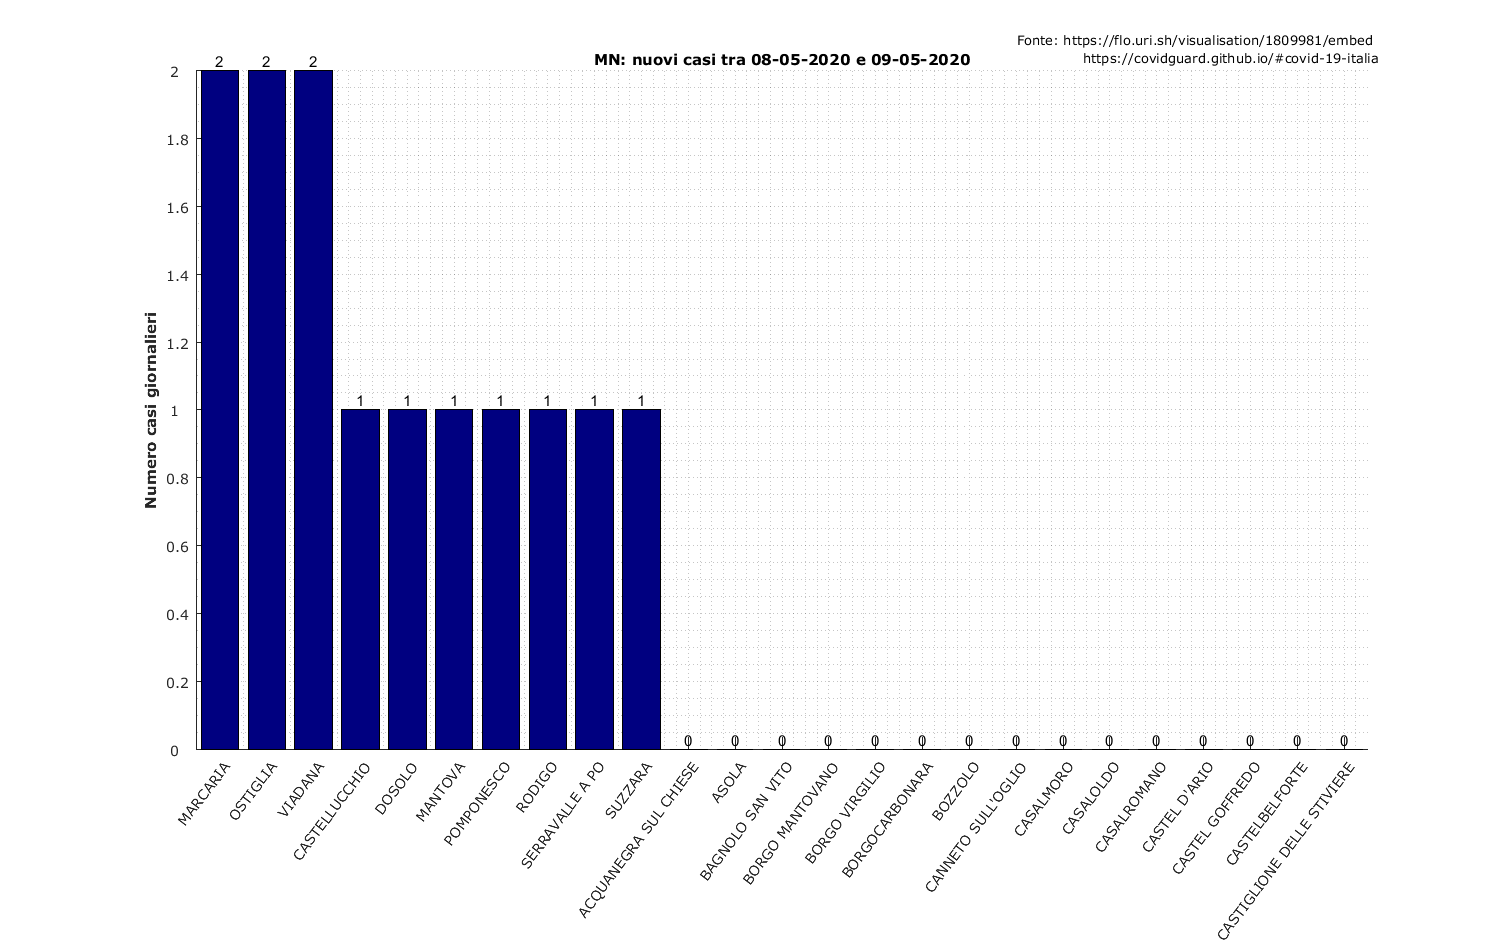 Fonte: https://flo.uri.sh/visualisation/1809981/embed
https://covidguard.github.io/#covid-19-italia
MN: nuovi casi tra 08-05-2020 e 09-05-2020
Numero casi giornalieri
2
1.8
1.6
1.4
1.2
1
0.8
0.6
0.4
0.2
0
2 2 2 1 1 1 1 1 1 1 0 0 0 0 0 0 0 0 0 0 0 0 0 0 0
MARCARIA
OSTIGLIA
VIADANA
CASTELLUCCHIO
DOSOLO
MANTOVA
POMPONESCO
RODIGO
SERRAVALLE A PO
SUZZARA
ACQUANEGRA SUL CHIESE
ASOLA
BAGNOLO SAN VITO
BORGO MANTOVANO
BORGO VIRGILIO
BORGOCARBONARA
BOZZOLO
CANNETO SULL'OGLIO
CASALMORO
CASALOLDO
CASALROMANO
CASTEL D'ARIO
CASTEL GOFFREDO
CASTELBELFORTE
CASTIGLIONE DELLE STIVIERE